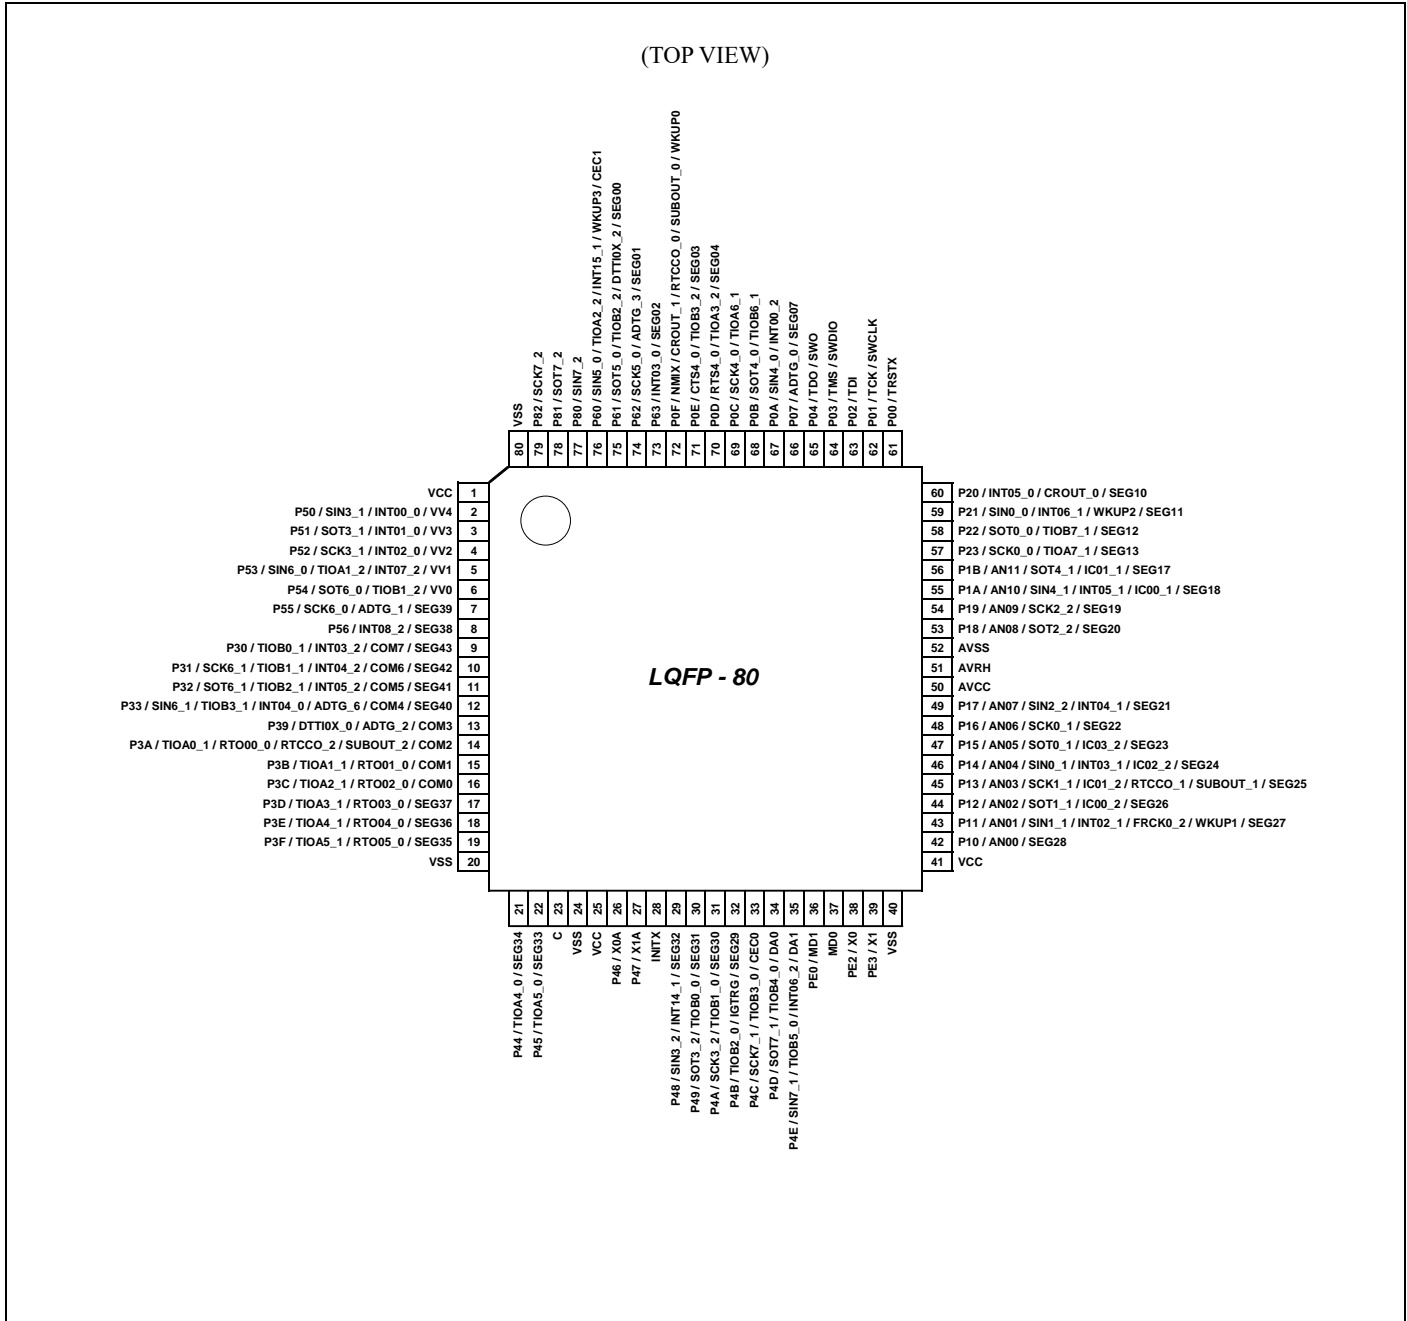 (TOP VIEW)
VSS
P82 / SCK7_2
P81 / SOT7_2
P80 / SIN7_2
P60 / SIN5_0 / TIOA2_2 / INT15_1 / WKUP3 / CEC1
P61 / SOT5_0 / TIOB2_2 / DTTI0X_2 / SEG00
P62 / SCK5_0 / ADTG_3 / SEG01
P63 / INT03_0 / SEG02
P0F / NMIX / CROUT_1 / RTCCO_0 / SUBOUT_0 / WKUP0
P0E / CTS4_0 / TIOB3_2 / SEG03
P0D / RTS4_0 / TIOA3_2 / SEG04
P0C / SCK4_0 / TIOA6_1
P0B / SOT4_0 / TIOB6_1
P0A / SIN4_0 / INT00_2
P07 / ADTG_0 / SEG07
P04 / TDO / SWO
P03 / TMS / SWDIO
P02 / TDI
P01 / TCK / SWCLK
P00 / TRSTX
80
79
78
77
76
75
74
73
72
71
70
69
68
67
66
65
64
63
62
61
VCC 1
P50 / SIN3_1 / INT00_0 / VV4 2
P51 / SOT3_1 / INT01_0 / VV3 3
P52 / SCK3_1 / INT02_0 / VV2 4
P53 / SIN6_0 / TIOA1_2 / INT07_2 / VV1 5
P54 / SOT6_0 / TIOB1_2 / VV0 6
P55 / SCK6_0 / ADTG_1 / SEG39 7
P56 / INT08_2 / SEG38 8
P30 / TIOB0_1 / INT03_2 / COM7 / SEG43 9
P31 / SCK6_1 / TIOB1_1 / INT04_2 / COM6 / SEG42 10
P32 / SOT6_1 / TIOB2_1 / INT05_2 / COM5 / SEG41 11
P33 / SIN6_1 / TIOB3_1 / INT04_0 / ADTG_6 / COM4 / SEG40 12
P39 / DTTI0X_0 / ADTG_2 / COM3 13
P3A / TIOA0_1 / RTO00_0 / RTCCO_2 / SUBOUT_2 / COM2 14
P3B / TIOA1_1 / RTO01_0 / COM1 15
P3C / TIOA2_1 / RTO02_0 / COM0 16
P3D / TIOA3_1 / RTO03_0 / SEG37 17
P3E / TIOA4_1 / RTO04_0 / SEG36 18
P3F / TIOA5_1 / RTO05_0 / SEG35 19
VSS 20
LQFP - 80
60 P20 / INT05_0 / CROUT_0 / SEG10
59 P21 / SIN0_0 / INT06_1 / WKUP2 / SEG11
58 P22 / SOT0_0 / TIOB7_1 / SEG12
57 P23 / SCK0_0 / TIOA7_1 / SEG13
56 P1B / AN11 / SOT4_1 / IC01_1 / SEG17
55 P1A / AN10 / SIN4_1 / INT05_1 / IC00_1 / SEG18
54 P19 / AN09 / SCK2_2 / SEG19
53 P18 / AN08 / SOT2_2 / SEG20
52 AVSS
51 AVRH
50 AVCC
49 P17 / AN07 / SIN2_2 / INT04_1 / SEG21
48 P16 / AN06 / SCK0_1 / SEG22
47 P15 / AN05 / SOT0_1 / IC03_2 / SEG23
46 P14 / AN04 / SIN0_1 / INT03_1 / IC02_2 / SEG24
45 P13 / AN03 / SCK1_1 / IC01_2 / RTCCO_1 / SUBOUT_1 / SEG25
44 P12 / AN02 / SOT1_1 / IC00_2 / SEG26
43 P11 / AN01 / SIN1_1 / INT02_1 / FRCK0_2 / WKUP1 / SEG27
42 P10 / AN00 / SEG28
41 VCC
21
22
23
24
25
26
27
28
29
30
31
32
33
34
35
36
37
38
39
40
P44 / TIOA4_0 / SEG34
P45 / TIOA5_0 / SEG33
C
VSS
VCC
P46 / X0A
P47 / X1A
INITX
P48 / SIN3_2 / INT14_1 / SEG32
P49 / SOT3_2 / TIOB0_0 / SEG31
P4A / SCK3_2 / TIOB1_0 / SEG30
P4B / TIOB2_0 / IGTRG / SEG29
P4C / SCK7_1 / TIOB3_0 / CEC0
P4D / SOT7_1 / TIOB4_0 / DA0
P4E / SIN7_1 / TIOB5_0 / INT06_2 / DA1
PE0 / MD1
MD0
PE2 / X0
PE3 / X1
VSS